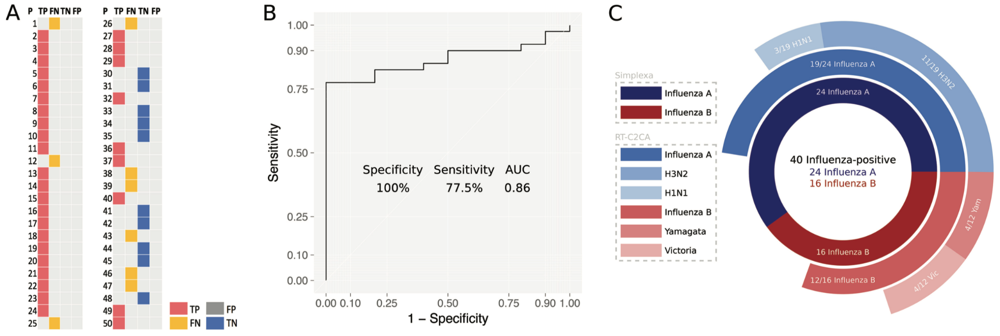 A
P TP FN TN FP
1
2
3
4
5
6
7
8
9
10
11
12
13
14
15
16
17
18
19
20
21
22
23
24
25
P TP FN TN FP
26
27
28
29
30
31
32
33
34
35
36
37
38
39
40
41
42
43
44
45
46
47
48
49
50
TP FP
FN TN
B
Sensitivity
1.00
0.90
0.75
0.50
0.25
0.10
0.00
Specificity Sensitivity AUC
100% 77.5% 0.86
0.00 0.10 0.25 0.50 0.75 0.90 1.00
1 – Specificity
C
Simplexa
Influenza A
Influenza B
RT-C2CA
Influenza A
H3N2
H1N1
Influenza B
Yamagata
Victoria
3/19 H1N1
11/19 H3N2
19/24 Influenza A
24 Influenza A
40 Influenza-positive
24 Influenza A
16 Influenza B
16 Influenza B
12/16 Influenza B
4/12 Yam
4/12 Vic